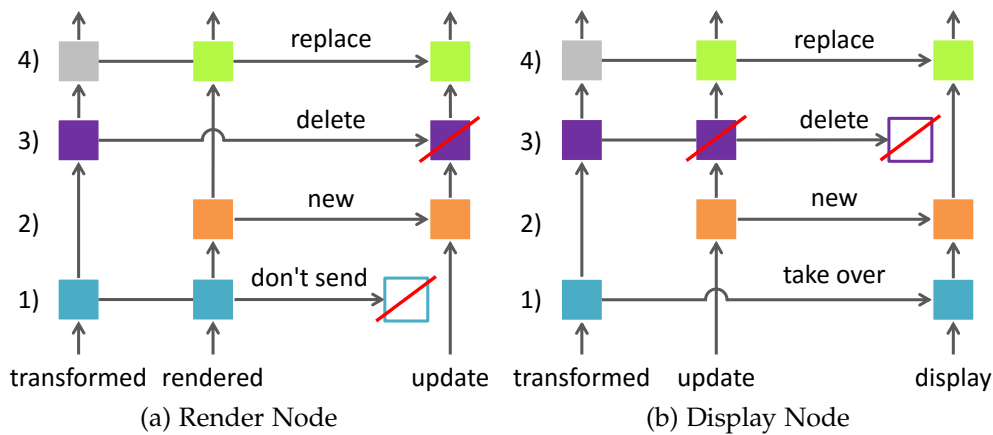 4) replace
3) delete
2) new
1) don't send
transformed rendered update
(a) Render Node
4) replace
3) delete
2) new
1) take over
transformed update display
(b) Display Node